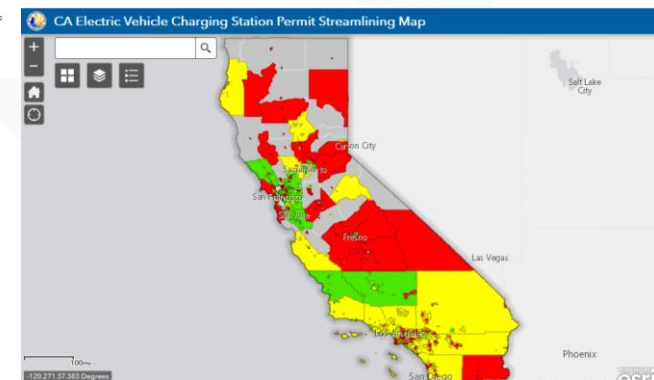 CA Electric Vehicle Charging Station Permit Streamlining Map
+
−
Salt Lake
City
Carson City
Sacramento
San Francisco
San Jose
Fresno
Las Vegas
Los Angeles
Phoenix
San Diego
100mi
-120.271 37.383 Degrees
esri